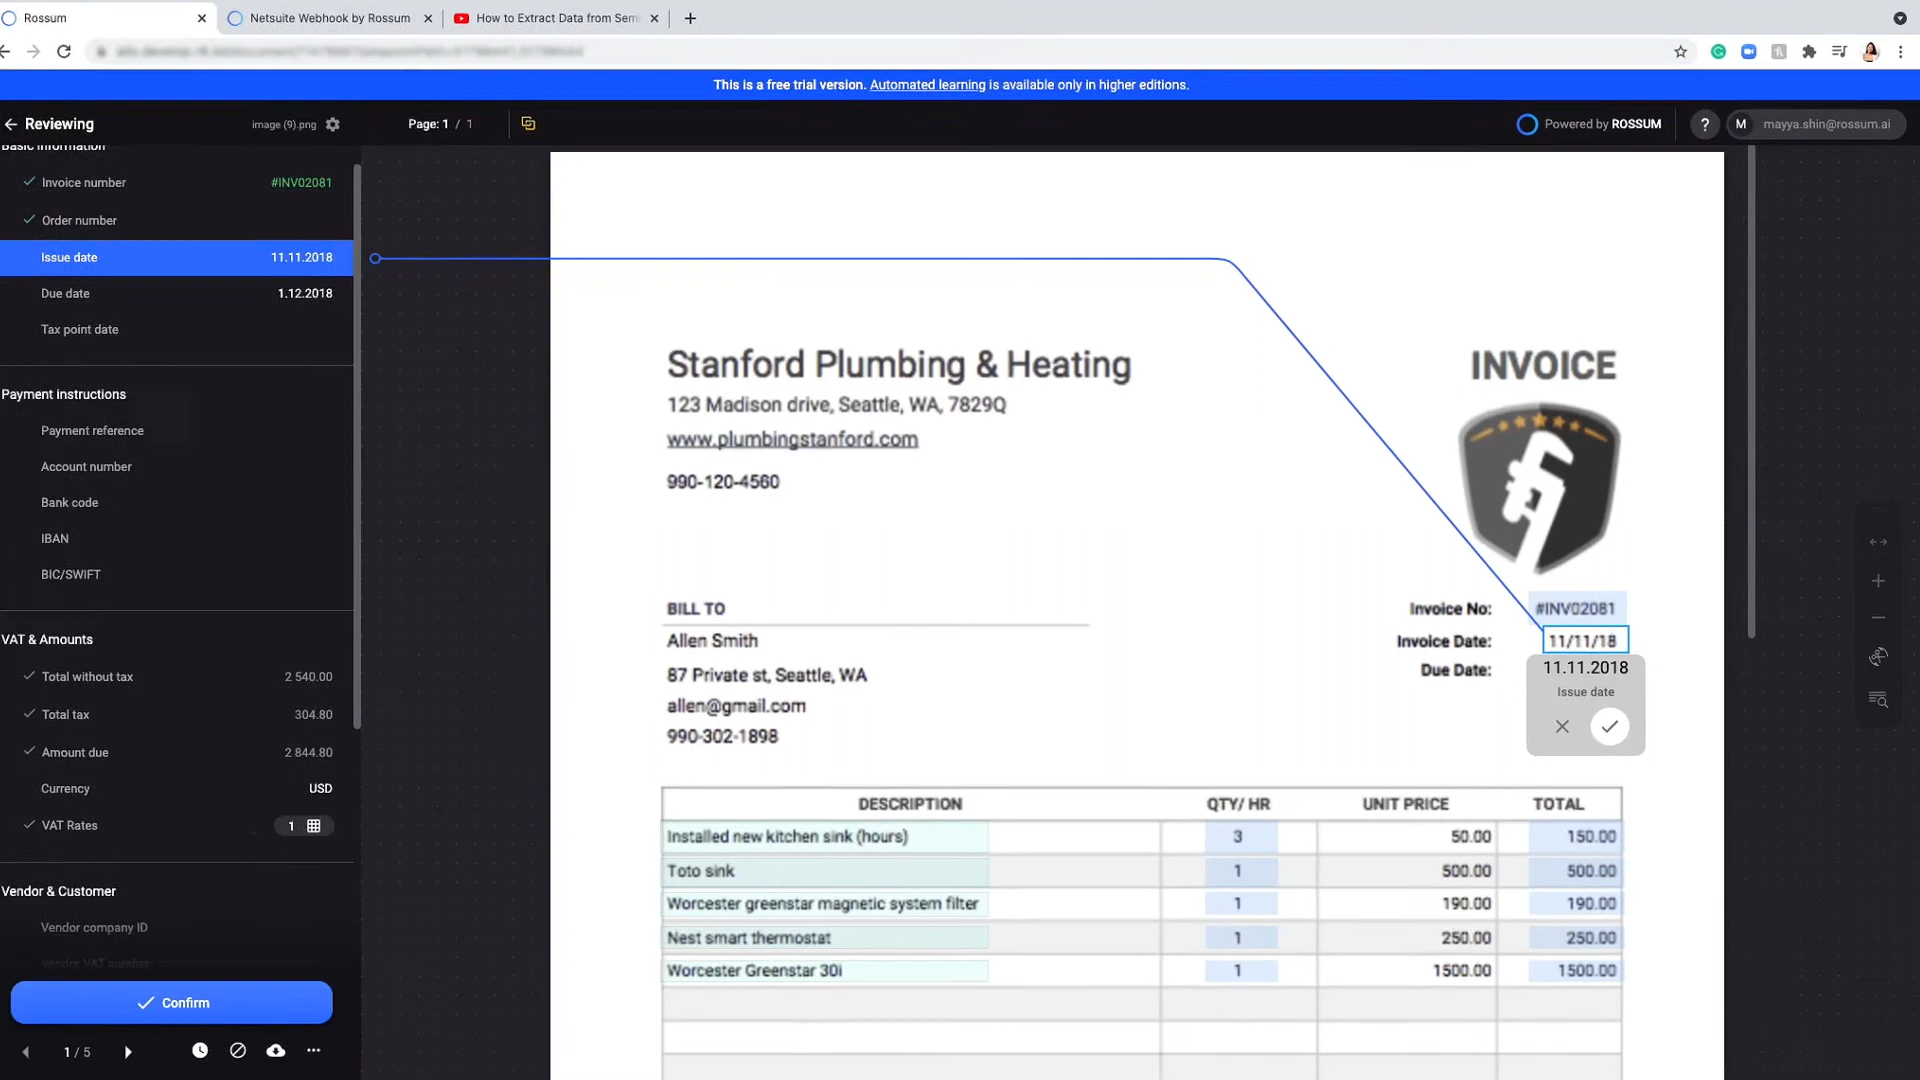 Rossum
Netsuite Webhook by Rossum
How to Extract Data from Sem
This is a free trial version. Automated learning is available only in higher editions.
Reviewing
image (9).png
Page: 1 / 1
Powered by ROSSUM
?
M
mayya.shin@rossum.ai
Basic information
Invoice number
#INV02081
Order number
Issue date
11.11.2018
Due date
1.12.2018
Tax point date
Payment instructions
Payment reference
Account number
Bank code
IBAN
BIC/SWIFT
VAT & Amounts
Total without tax
2 540.00
Total tax
304.80
Amount due
2 844.80
Currency
USD
VAT Rates
1
Vendor & Customer
Vendor company ID
Vendor VAT number
Confirm
1 / 5
Stanford Plumbing & Heating
123 Madison drive, Seattle, WA, 7829Q
www.plumbingstanford.com
990-120-4560
INVOICE
BILL TO
Allen Smith
87 Private st, Seattle, WA
allen@gmail.com
990-302-1898
Invoice No: #INV02081
Invoice Date: 11/11/18
Due Date:
11.11.2018
Issue date
DESCRIPTION QTY/ HR UNIT PRICE TOTAL
Installed new kitchen sink (hours) 3 50.00 150.00
Toto sink 1 500.00 500.00
Worcester greenstar magnetic system filter 1 190.00 190.00
Nest smart thermostat 1 250.00 250.00
Worcester Greenstar 30i 1 1500.00 1500.00